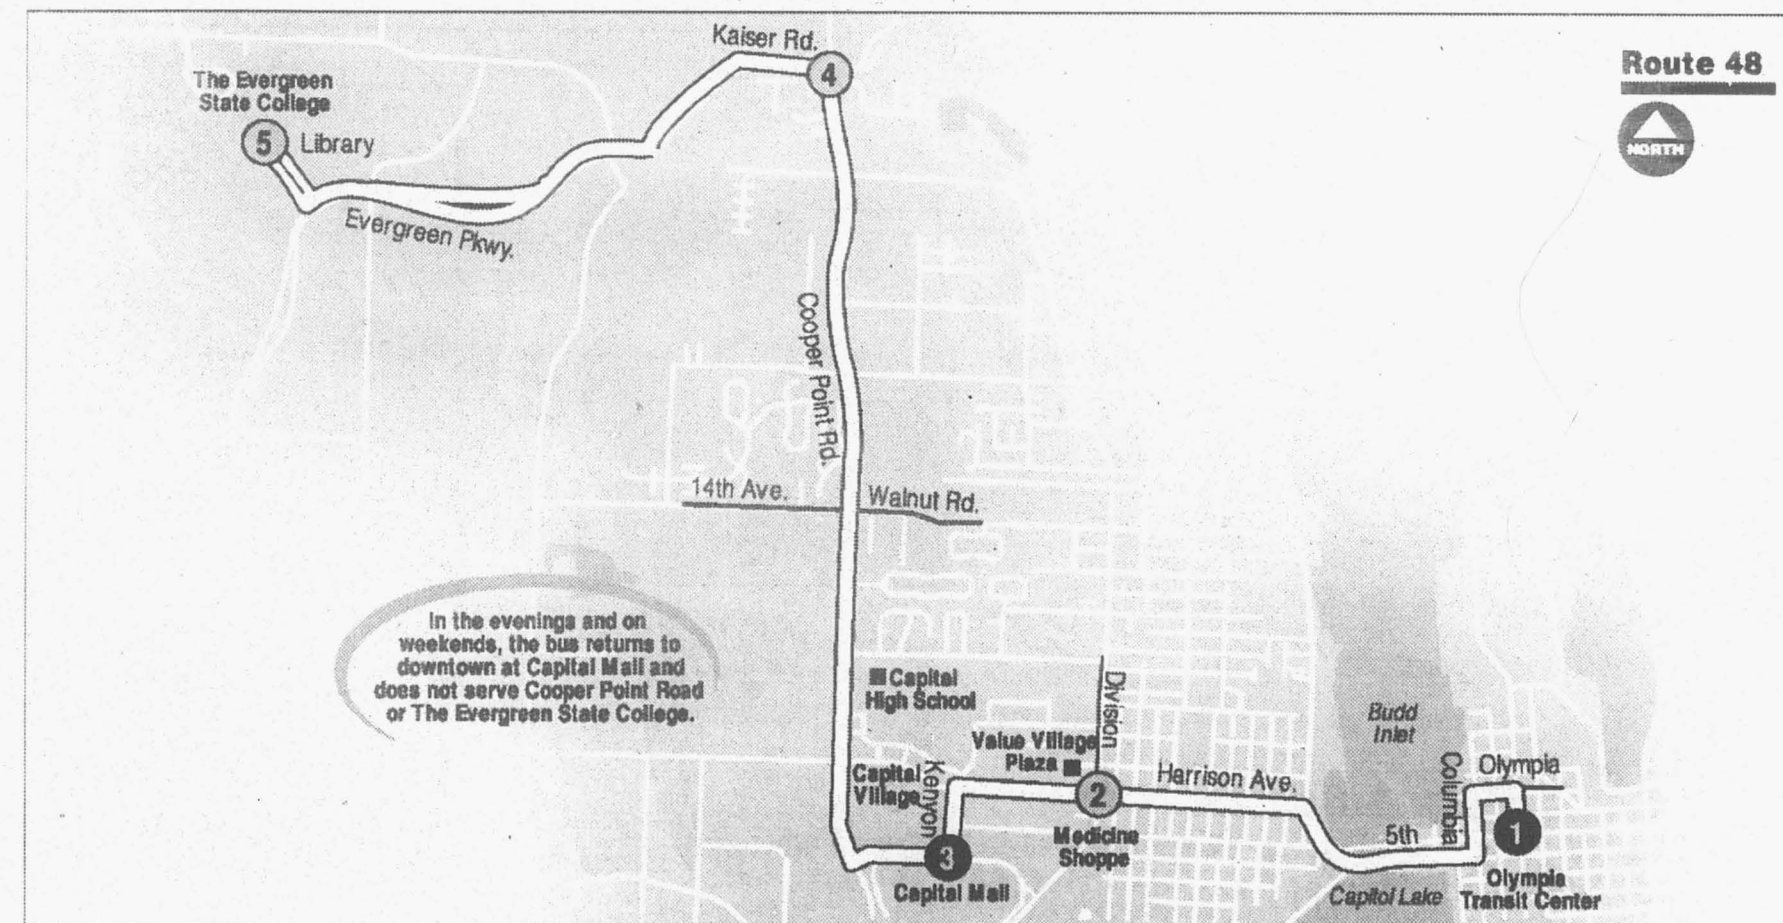 Route 48
NORTH
Kaiser Rd.
4
The Evergreen
State College
5
Library
Evergreen Pkwy.
Cooper Point Rd.
14th Ave.
Walnut Rd.
In the evenings and on
weekends, the bus returns to
downtown at Capital Mall and
does not serve Cooper Point Road
or The Evergreen State College.
Capital
High School
Division
Value Village
Plaza
Capital
Village
Kenyon
Harrison Ave.
2
Medicine
Shoppe
3
Capital Mall
Budd
Inlet
Columbia
Olympia
5th
1
Capitol Lake
Olympia
Transit Center